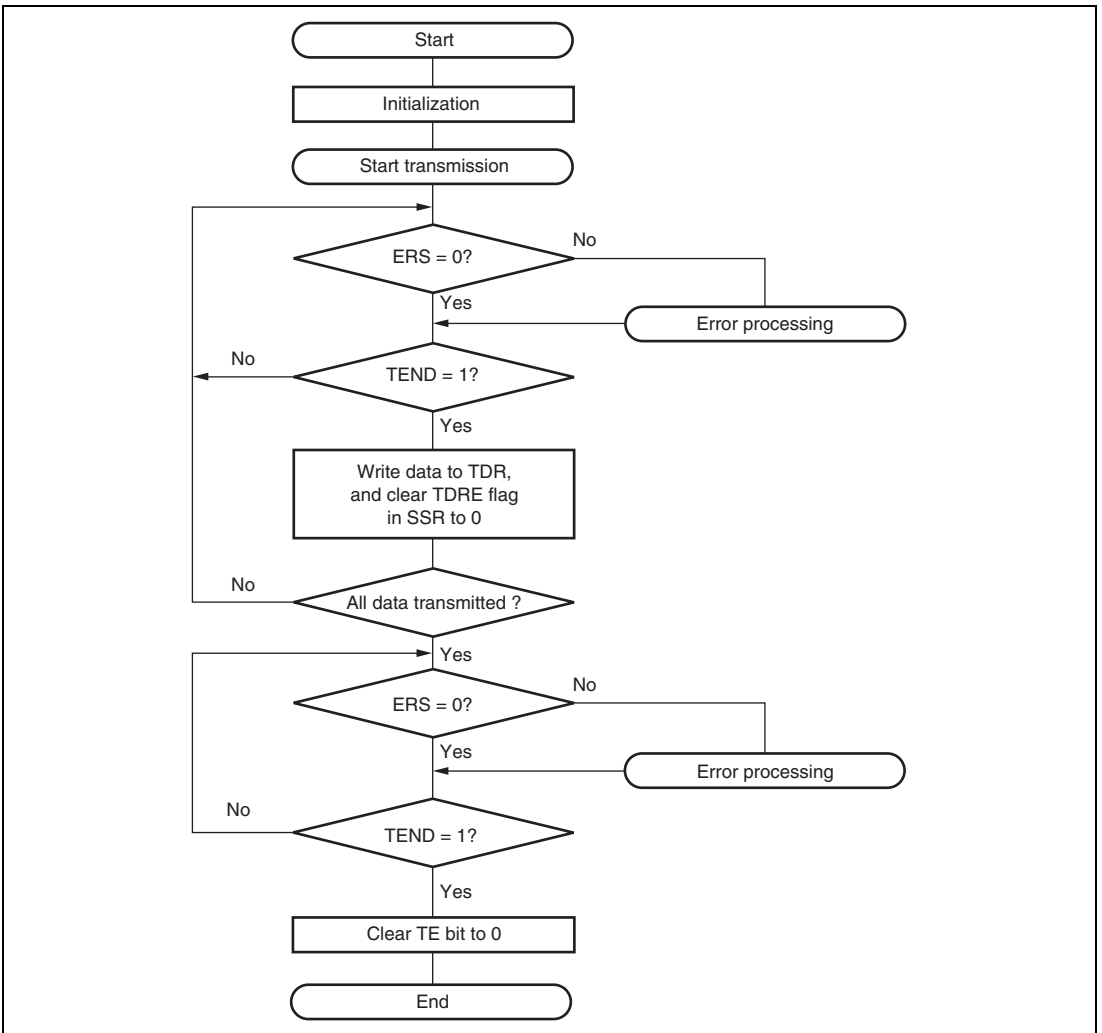 Start
Initialization
Start transmission
ERS = 0?
No
Yes
Error processing
No
TEND = 1?
Yes
Write data to TDR,
and clear TDRE flag
in SSR to 0
No
All data transmitted ?
Yes
ERS = 0?
No
Yes
Error processing
No
TEND = 1?
Yes
Clear TE bit to 0
End